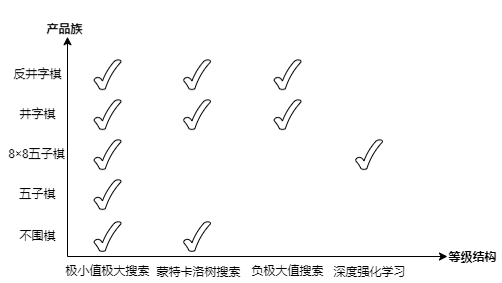 产品族
反井字棋
井字棋
8×8五子棋
五子棋
不围棋
等级结构
极小值极大搜索 蒙特卡洛树搜索 负极大值搜索 深度强化学习